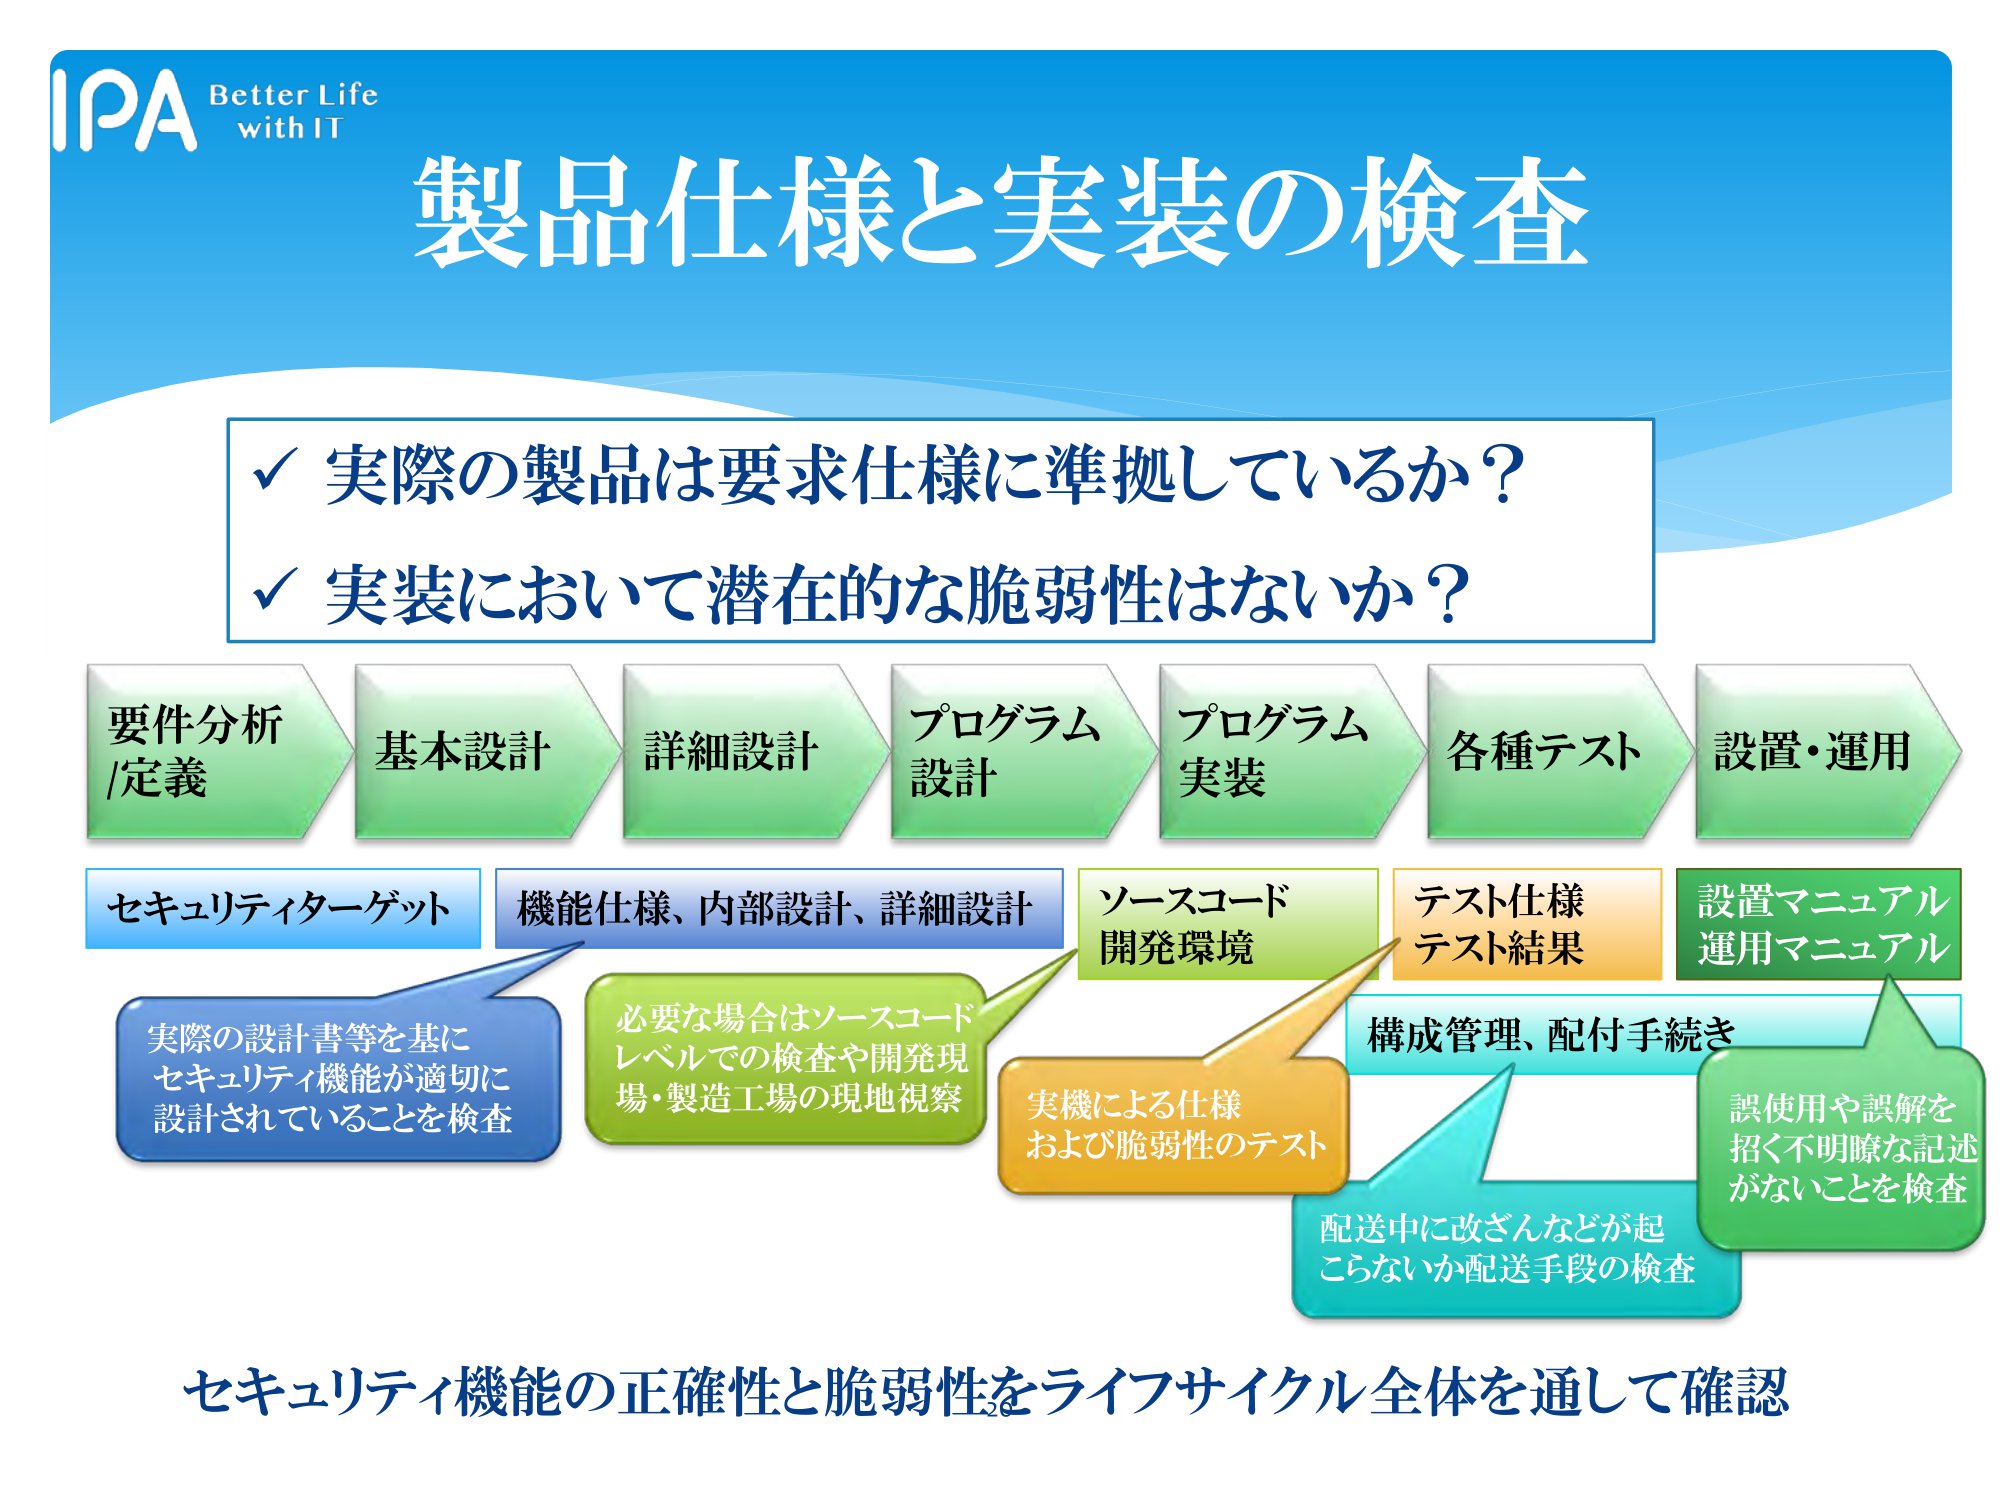 IPA
Better Life
with IT
製品仕様と実装の検査
✓ 実際の製品は要求仕様に準拠しているか？
✓ 実装において潜在的な脆弱性はないか？
要件分析
/定義
基本設計
詳細設計
プログラム
設計
プログラム
実装
各種テスト
設置・運用
セキュリティターゲット
機能仕様、内部設計、詳細設計
ソースコード
開発環境
テスト仕様
テスト結果
設置マニュアル
運用マニュアル
構成管理、配付手続き
実際の設計書等を基に
セキュリティ機能が適切に
設計されていることを検査
必要な場合はソースコード
レベルでの検査や開発現
場・製造工場の現地視察
実機による仕様
および脆弱性のテスト
配送中に改ざんなどが起
こらないか配送手段の検査
誤使用や誤解を
招く不明瞭な記述
がないことを検査
セキュリティ機能の正確性と脆弱性をライフサイクル全体を通して確認